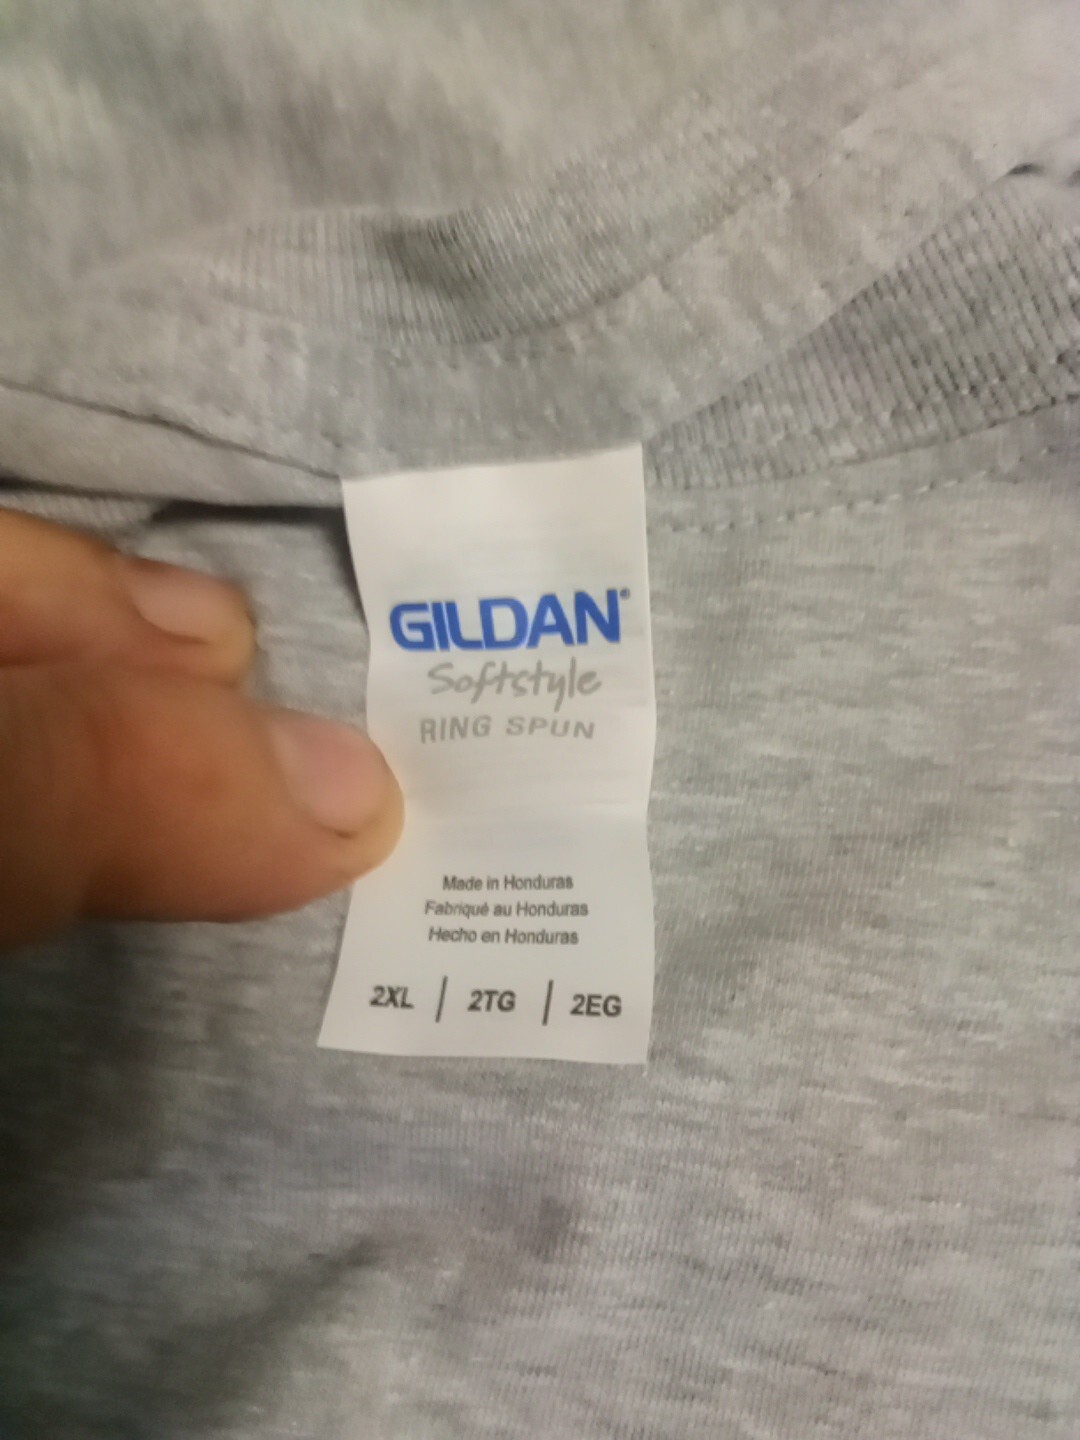 GILDAN®
Softstyle
RING SPUN
Made in Honduras
Fabriqué au Honduras
Hecho en Honduras
2XL / 2TG / 2EG